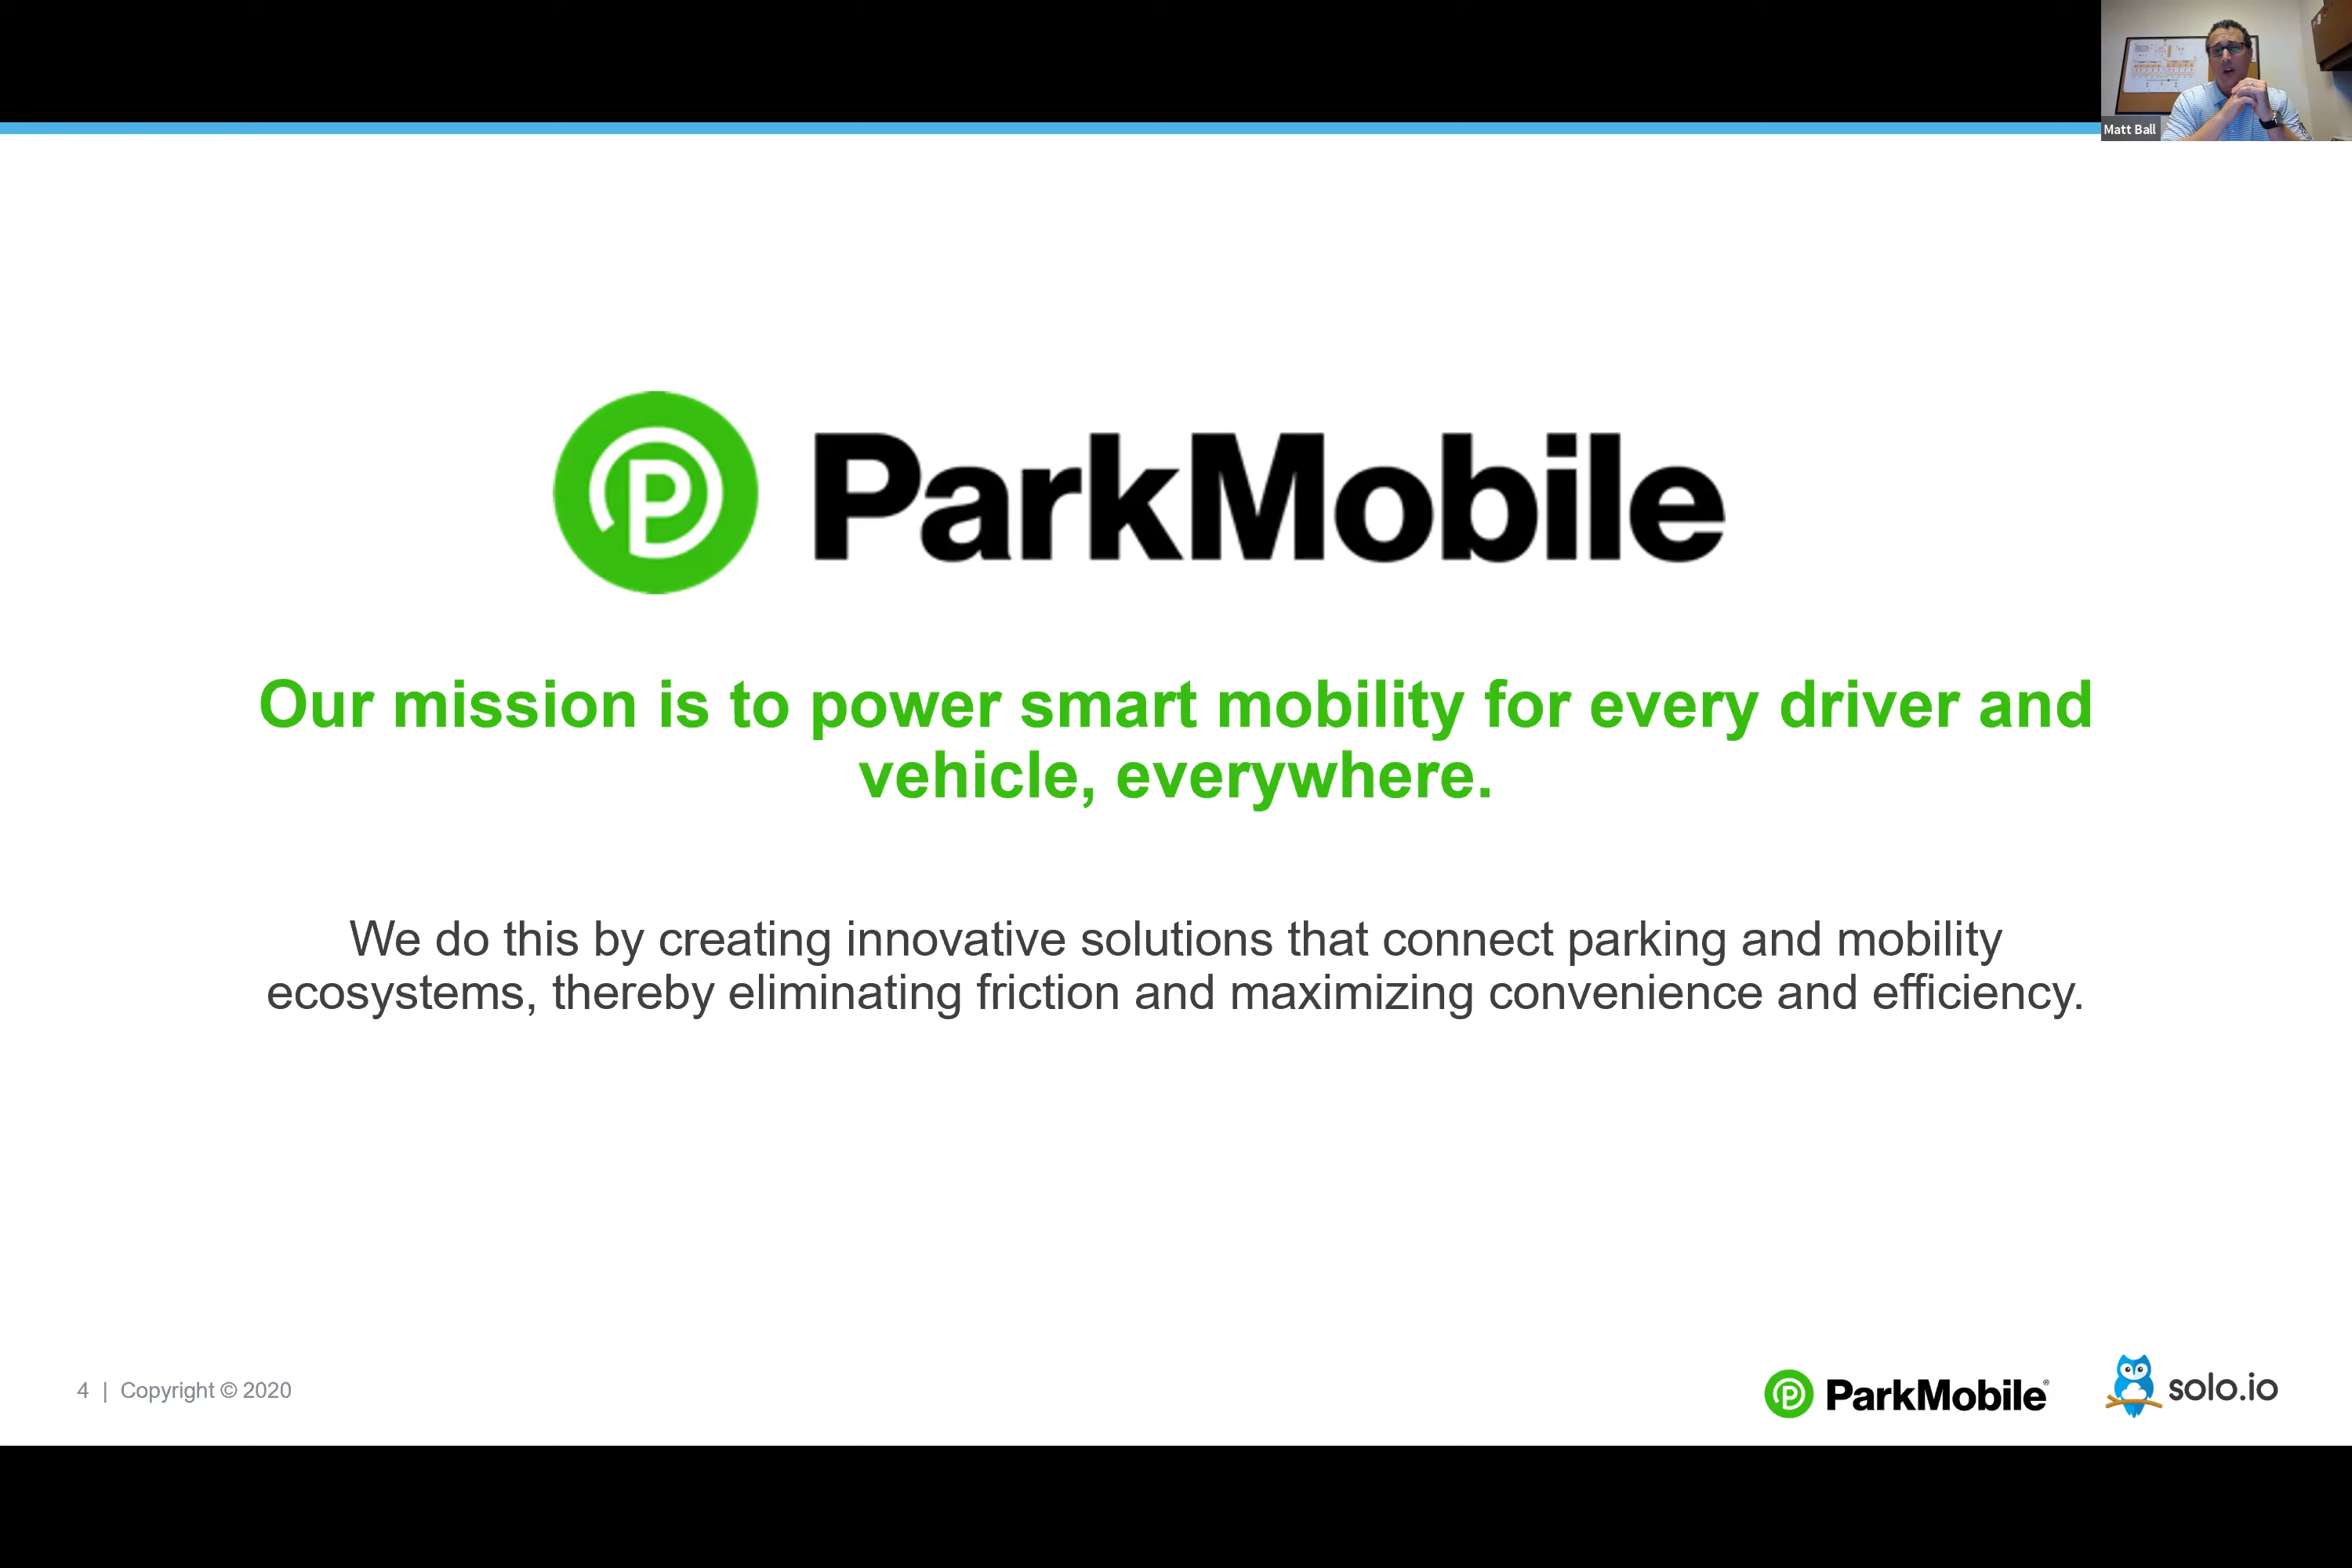 Matt Ball
ParkMobile
Our mission is to power smart mobility for every driver and
vehicle, everywhere.
We do this by creating innovative solutions that connect parking and mobility
ecosystems, thereby eliminating friction and maximizing convenience and efficiency.
4 | Copyright © 2020
ParkMobile®
solo.io